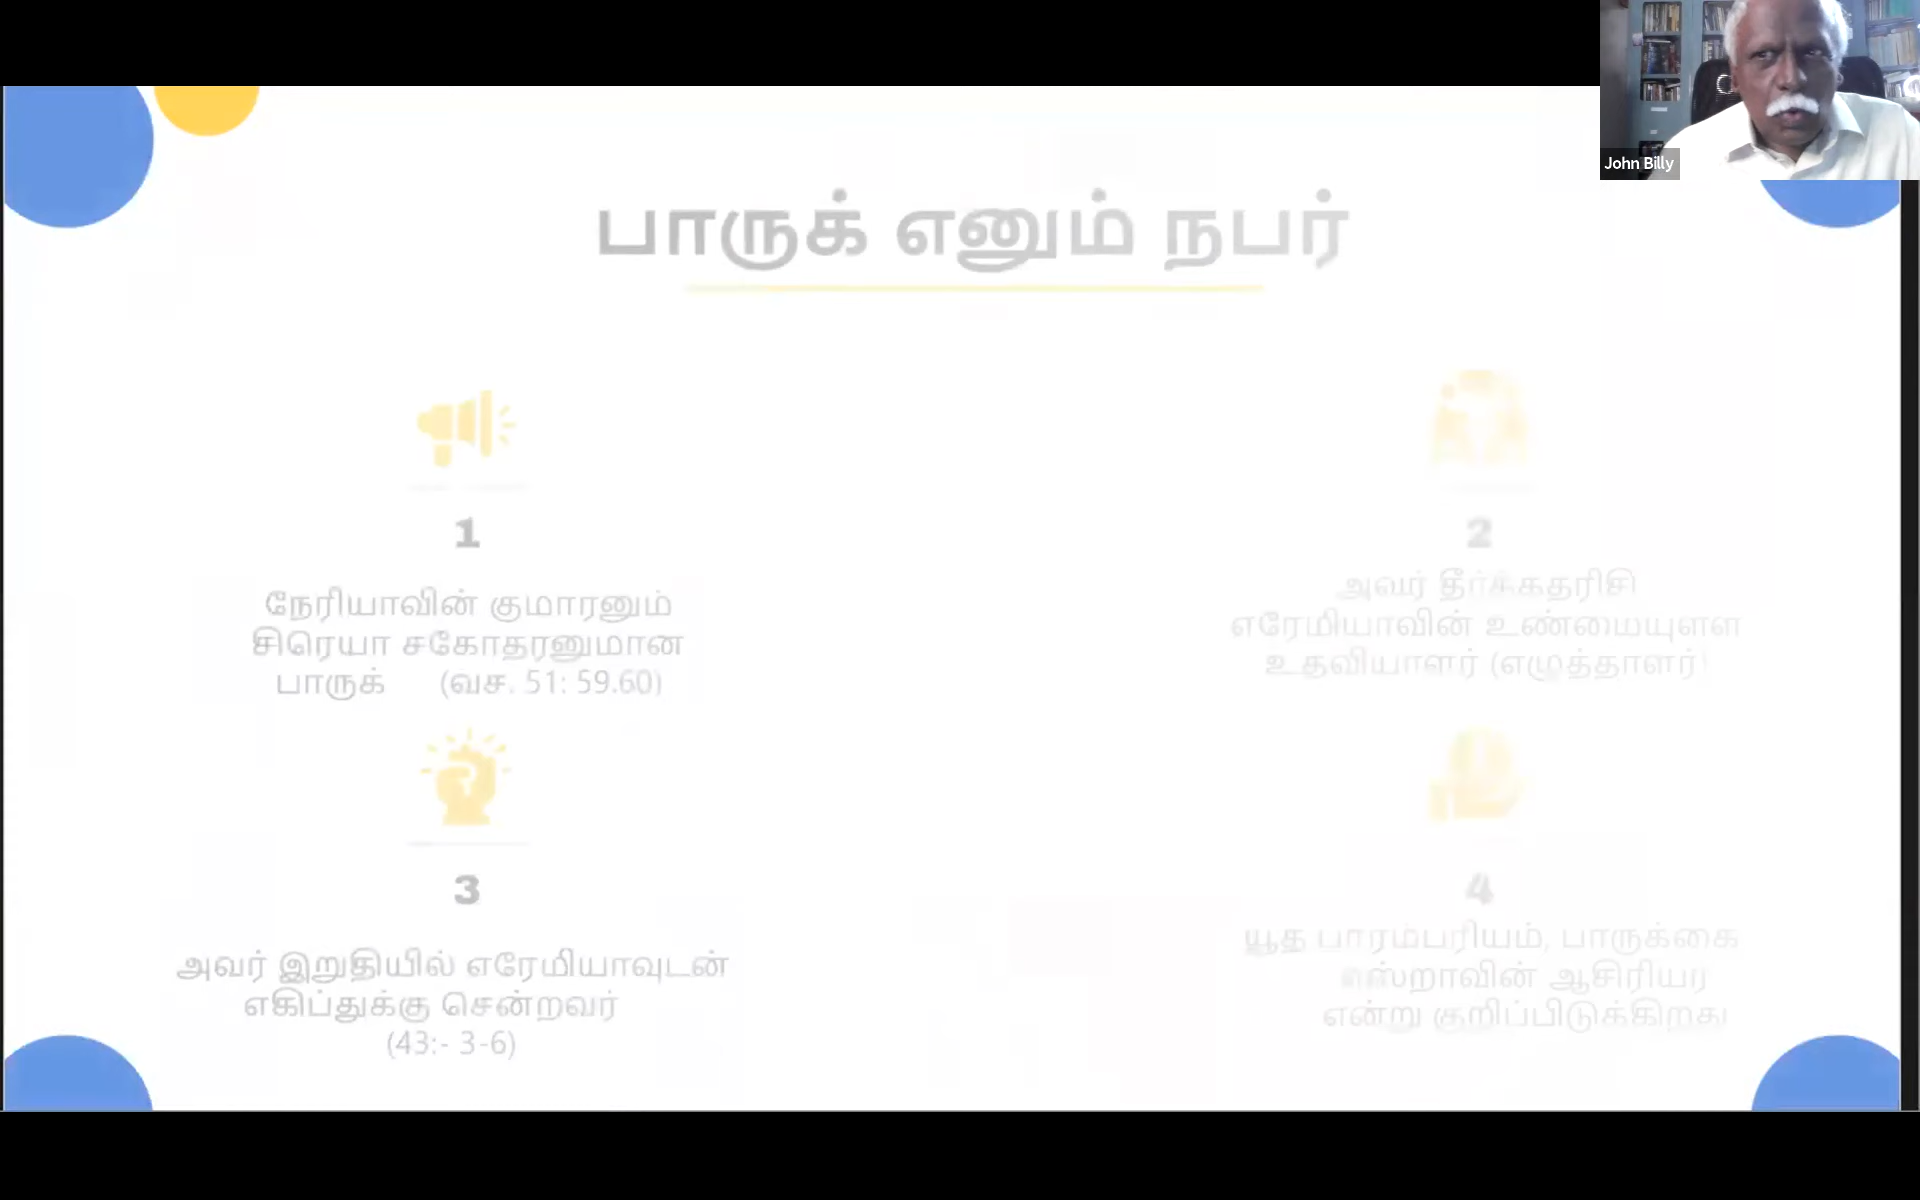 John Billy
பாருக் எனும் நபர்
1
நேரியாவின் குமாரனும்
சிரெயா சகோதரனுமான
பாருக் (வச. 51: 59.60)
2
அவர் தீர்க்கதரிசி
எரேமியாவின் உண்மையுள்ள
உதவியாளர் (எழுத்தாளர்)
3
அவர் இறுதியில் எரேமியாவுடன்
எகிப்துக்கு சென்றவர்
(43:- 3-6)
4
யூத பாரம்பரியம், பாருக்கை
எஸ்றாவின் ஆசிரியர்
என்று குறிப்பிடுக்கிறது